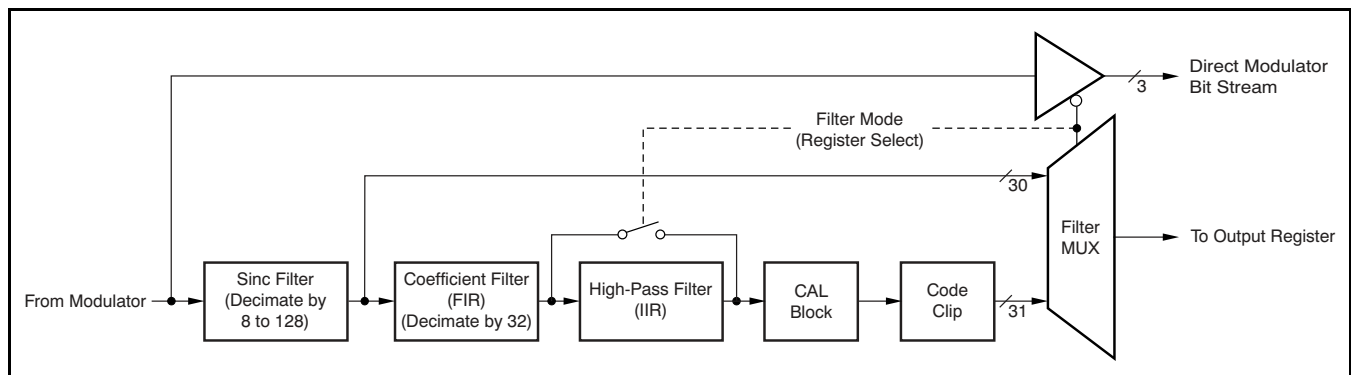 Direct Modulator
Bit Stream
3
Filter Mode
(Register Select)
30
Filter
MUX
To Output Register
From Modulator
Sinc Filter
(Decimate by
8 to 128)
Coefficient Filter
(FIR)
(Decimate by 32)
High-Pass Filter
(IIR)
CAL
Block
Code
Clip
31